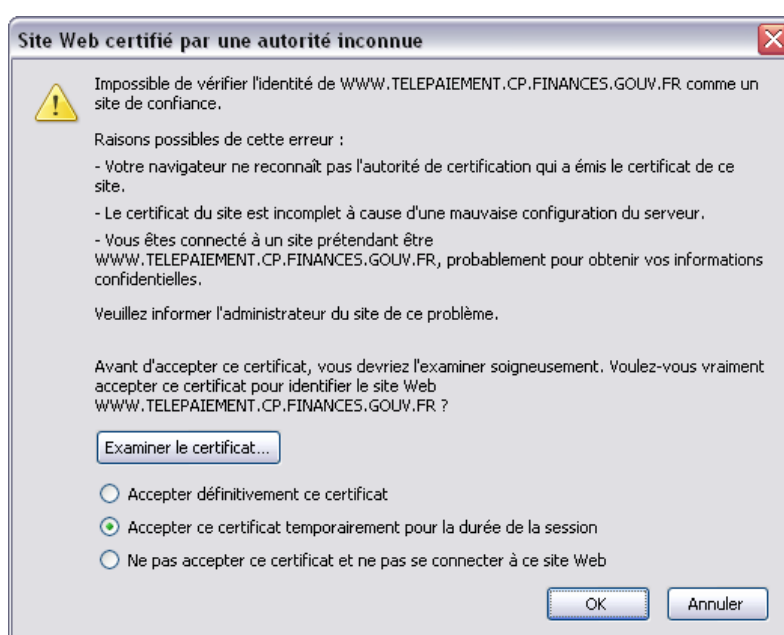 Site Web certifié par une autorité inconnue
Impossible de vérifier l'identité de WWW.TELEPAIEMENT.CP.FINANCES.GOUV.FR comme un
site de confiance.
Raisons possibles de cette erreur :
- Votre navigateur ne reconnaît pas l'autorité de certification qui a émis le certificat de ce
site.
- Le certificat du site est incomplet à cause d'une mauvaise configuration du serveur.
- Vous êtes connecté à un site prétendant être
WWW.TELEPAIEMENT.CP.FINANCES.GOUV.FR, probablement pour obtenir vos informations
confidentielles.
Veuillez informer l'administrateur du site de ce problème.
Avant d'accepter ce certificat, vous devriez l'examiner soigneusement. Voulez-vous vraiment
accepter ce certificat pour identifier le site Web
WWW.TELEPAIEMENT.CP.FINANCES.GOUV.FR ?
Examiner le certificat...
Accepter définitivement ce certificat
Accepter ce certificat temporairement pour la durée de la session
Ne pas accepter ce certificat et ne pas se connecter à ce site Web
OK Annuler